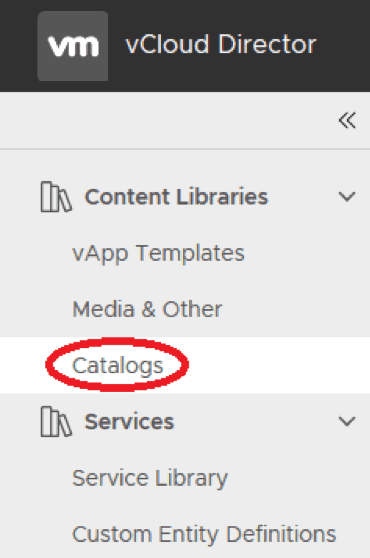 vm vCloud Director
Content Libraries
vApp Templates
Media & Other
Catalogs
Services
Service Library
Custom Entity Definitions